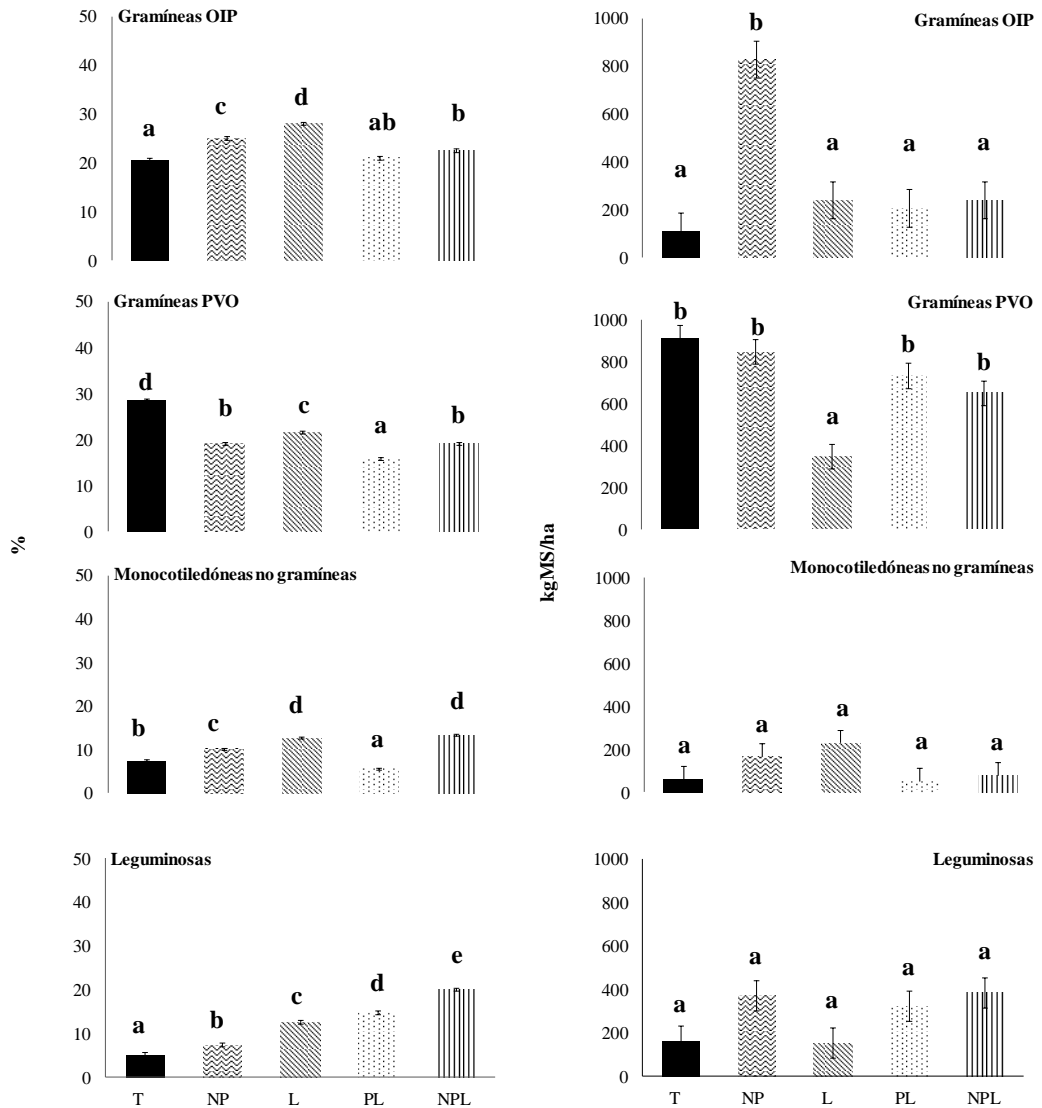 50
Gramíneas OIP
40
30
20
10
0
a
c
d
ab
b
1000
Gramíneas OIP
800
600
400
200
0
a
b
a
a
a
50
Gramíneas PVO
40
30
20
10
0
d
b
c
a
b
1000
Gramíneas PVO
800
600
400
200
0
b
b
a
b
b
%
kgMS/ha
50
Monocotiledóneas no gramíneas
40
30
20
10
0
b
c
d
a
d
1000
Monocotiledóneas no gramíneas
800
600
400
200
0
a
a
a
a
a
50
Leguminosas
40
30
20
10
0
a
b
c
d
e
T NP L PL NPL
1000
Leguminosas
800
600
400
200
0
a
a
a
a
a
T NP L PL NPL